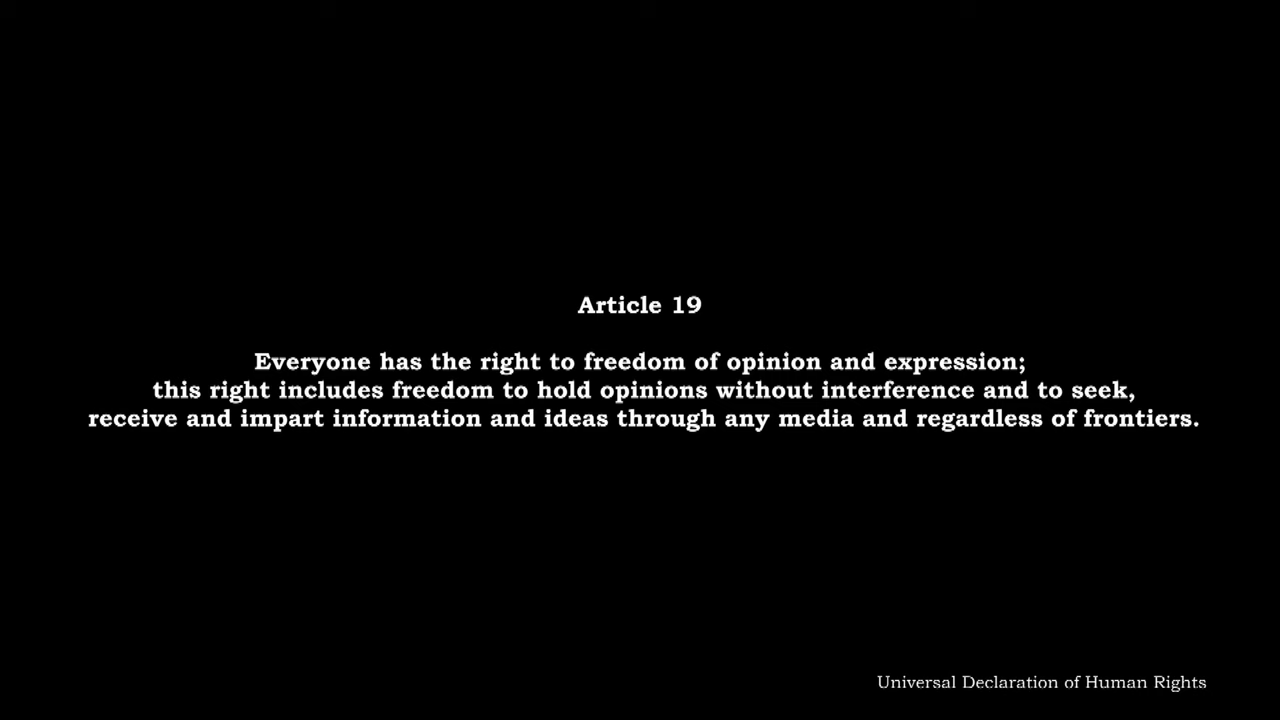 Article 19
Everyone has the right to freedom of opinion and expression;
this right includes freedom to hold opinions without interference and to seek,
receive and impart information and ideas through any media and regardless of frontiers.
Universal Declaration of Human Rights